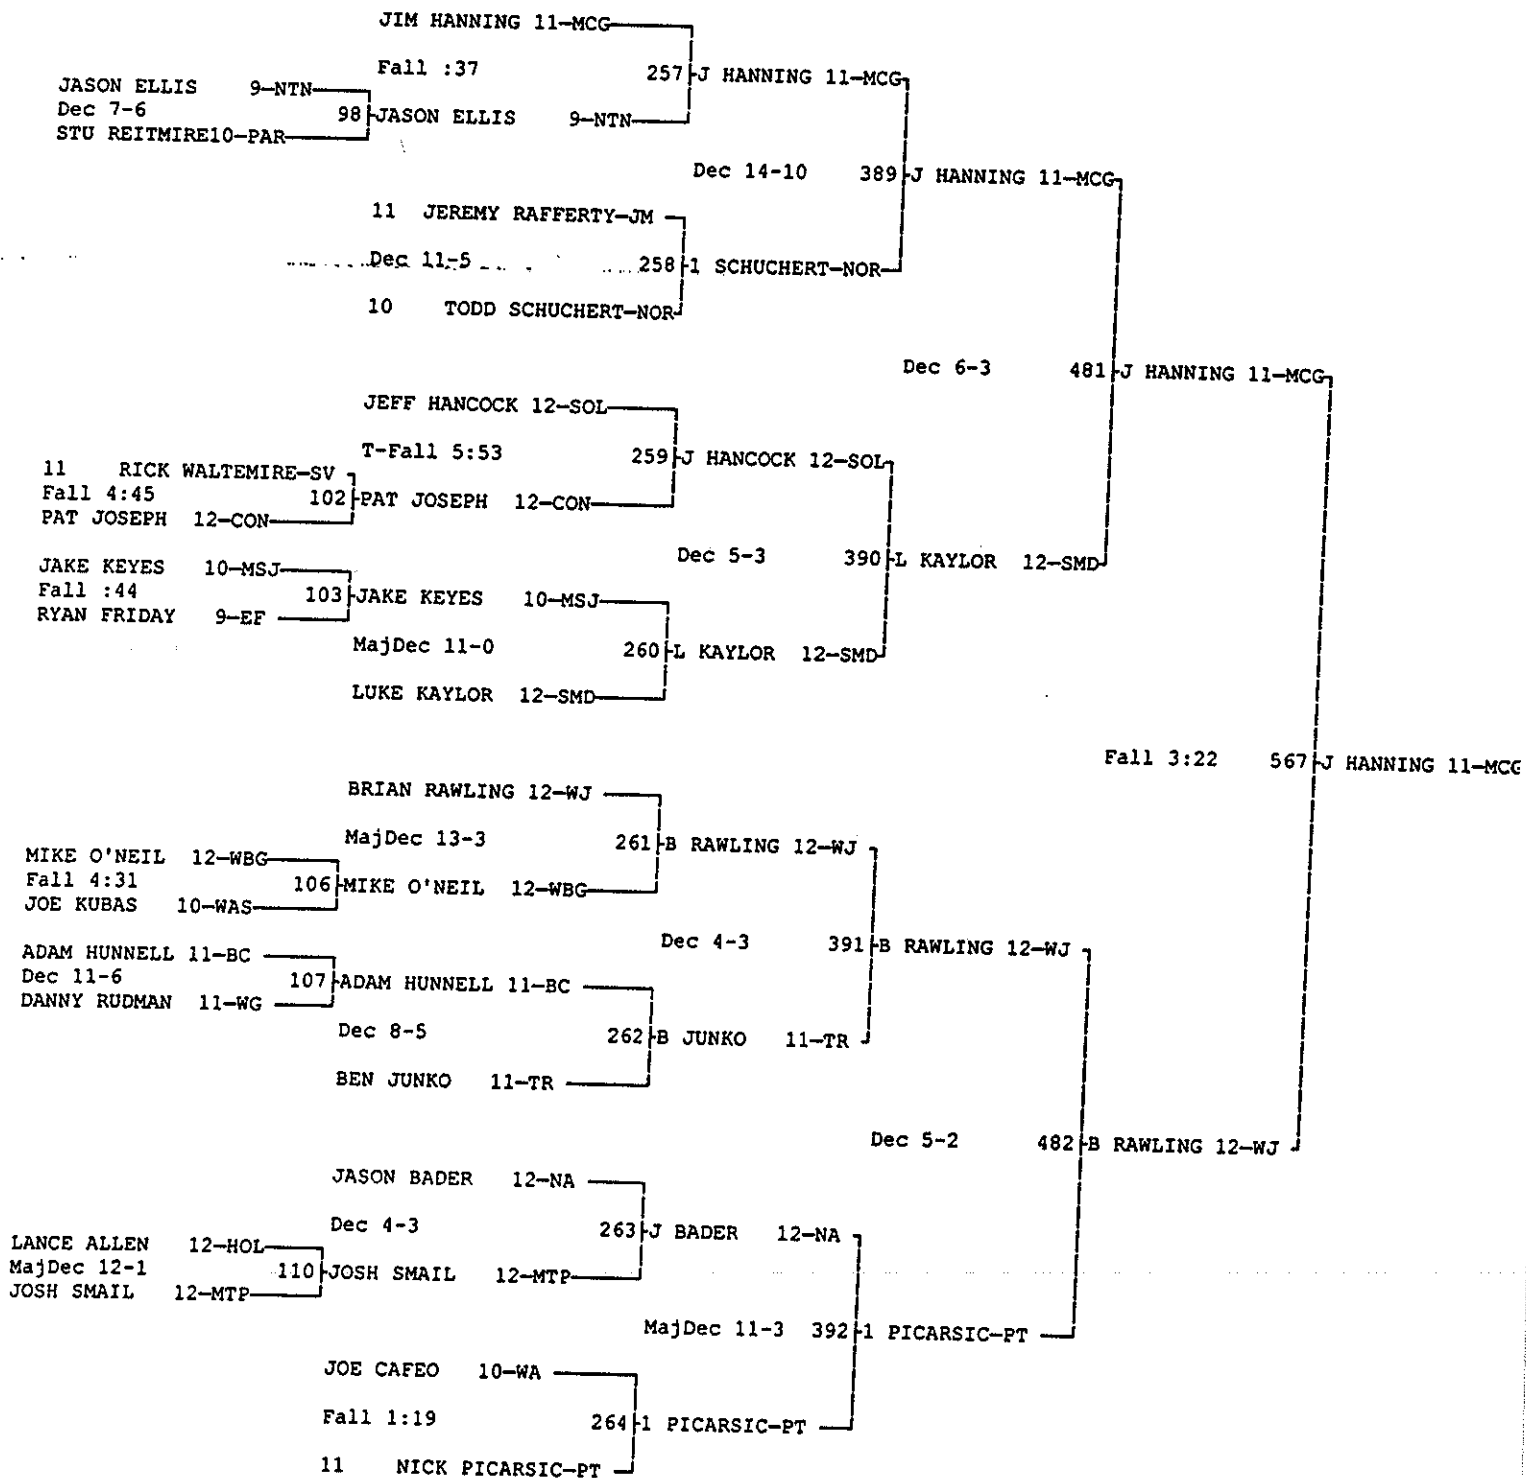 JIM HANNING 11-MCG
Fall :37
257 J HANNING 11-MCG
JASON ELLIS 9-NTN
Dec 7-6
98 JASON ELLIS 9-NTN
STU REITMIRE10-PAR
Dec 14-10 389 J HANNING 11-MCG
11 JEREMY RAFFERTY-JM
Dec 11-5 258 1 SCHUCHERT-NOR
10 TODD SCHUCHERT-NOR
Dec 6-3 481 J HANNING 11-MCG
JEFF HANCOCK 12-SOL
T-Fall 5:53 259 J HANCOCK 12-SOL
11 RICK WALTEMIRE-SV
Fall 4:45 102 PAT JOSEPH 12-CON
PAT JOSEPH 12-CON
Dec 5-3 390 L KAYLOR 12-SMD
JAKE KEYES 10-MSJ
Fall :44 103 JAKE KEYES 10-MSJ
RYAN FRIDAY 9-EF
MajDec 11-0 260 L KAYLOR 12-SMD
LUKE KAYLOR 12-SMD
Fall 3:22 567 J HANNING 11-MCG
BRIAN RAWLING 12-WJ
MajDec 13-3 261 B RAWLING 12-WJ
MIKE O'NEIL 12-WBG
Fall 4:31 106 MIKE O'NEIL 12-WBG
JOE KUBAS 10-WAS
Dec 4-3 391 B RAWLING 12-WJ
ADAM HUNNELL 11-BC
Dec 11-6 107 ADAM HUNNELL 11-BC
DANNY RUDMAN 11-WG
Dec 8-5 262 B JUNKO 11-TR
BEN JUNKO 11-TR
Dec 5-2 482 B RAWLING 12-WJ
JASON BADER 12-NA
Dec 4-3 263 J BADER 12-NA
LANCE ALLEN 12-HOL
MajDec 12-1 110 JOSH SMAIL 12-MTP
JOSH SMAIL 12-MTP
MajDec 11-3 392 1 PICARSIC-PT
JOE CAFEO 10-WA
Fall 1:19 264 1 PICARSIC-PT
11 NICK PICARSIC-PT